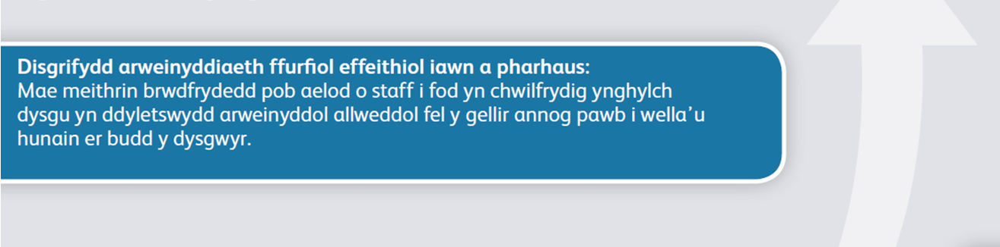 Disgrifydd arweinyddiaeth ffurfiol effeithiol iawn a pharhaus:
Mae meithrin brwdfrydedd pob aelod o staff i fod yn chwilfrydig ynghylch
dysgu yn ddyletswydd arweinyddol allweddol fel y gellir annog pawb i wella’u
hunain er budd y dysgwyr.